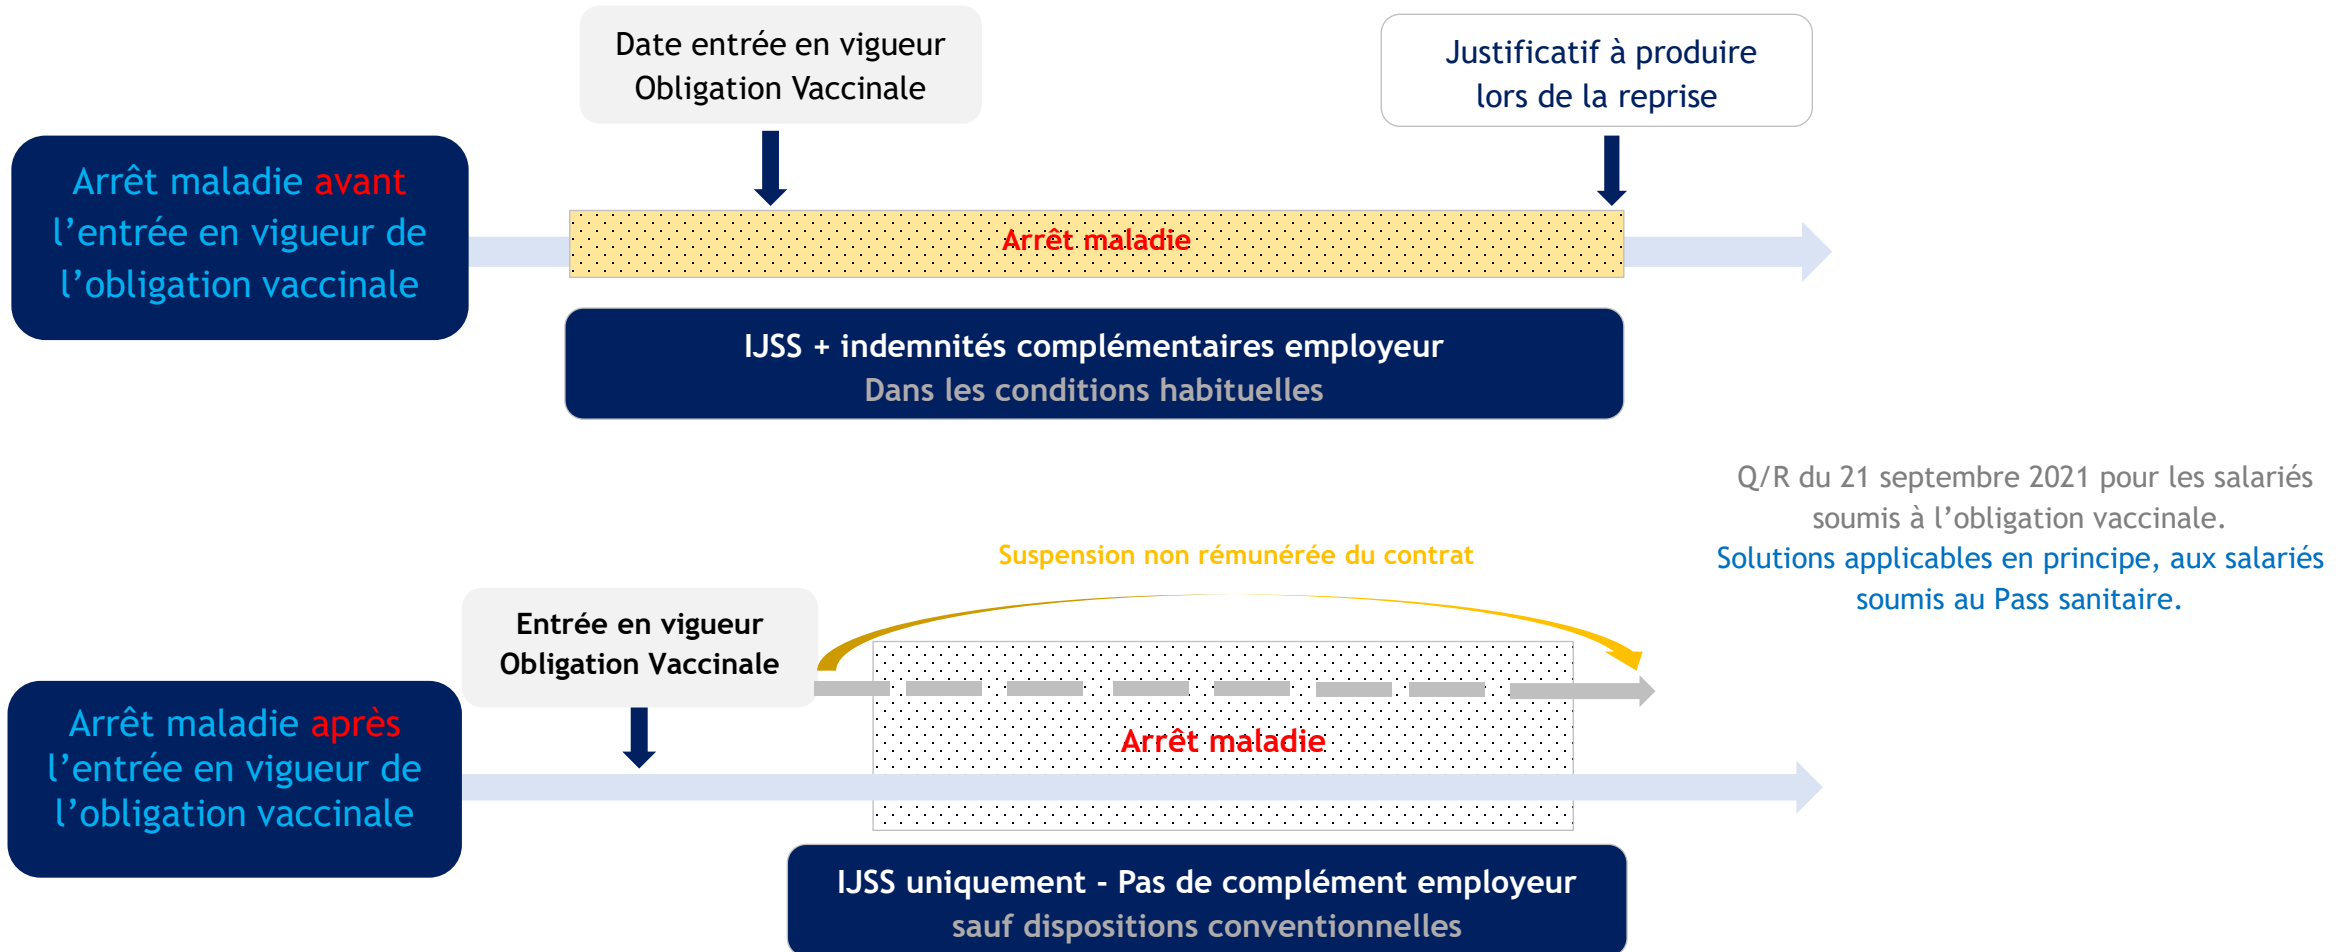 Date entrée en vigueur
Obligation Vaccinale
Justificatif à produire
lors de la reprise
Arrêt maladie avant
l’entrée en vigueur de
l’obligation vaccinale
Arrêt maladie
IJSS + indemnités complémentaires employeur
Dans les conditions habituelles
Q/R du 21 septembre 2021 pour les salariés
soumis à l’obligation vaccinale.
Solutions applicables en principe, aux salariés
soumis au Pass sanitaire.
Suspension non rémunérée du contrat
Entrée en vigueur
Obligation Vaccinale
Arrêt maladie après
l’entrée en vigueur de
l’obligation vaccinale
Arrêt maladie
IJSS uniquement - Pas de complément employeur
sauf dispositions conventionnelles